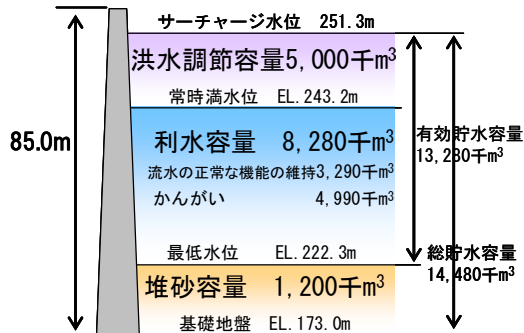 サーチャージ水位 251.3m
洪水調節容量5,000千m³
常時満水位 EL.243.2m
85.0m
利水容量 8,280千m³
流水の正常な機能の維持3,290千m³
かんがい 4,990千m³
有効貯水容量
13,280千m³
最低水位 EL.222.3m
総貯水容量
14,480千m³
堆砂容量 1,200千m³
基礎地盤 EL.173.0m